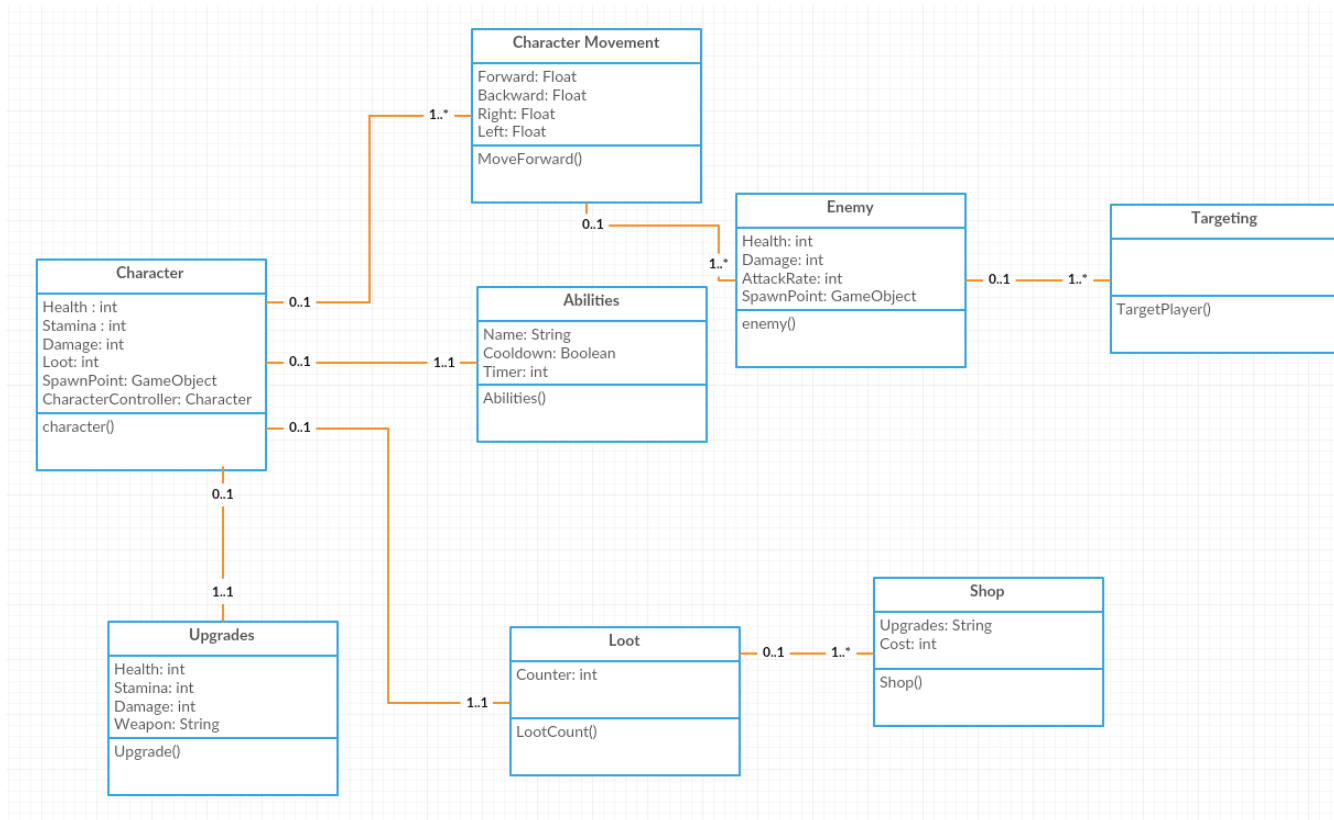 Character Movement
Forward: Float
Backward: Float
Right: Float
Left: Float
MoveForward()
1..*
0..1
1..*
Enemy
Health: int
Damage: int
AttackRate: int
SpawnPoint: GameObject
enemy()
0..1
1..*
Targeting
TargetPlayer()
Character
Health : int
Stamina : int
Damage: int
Loot: int
SpawnPoint: GameObject
CharacterController: Character
character()
0..1
0..1
1..1
0..1
Abilities
Name: String
Cooldown: Boolean
Timer: int
Abilities()
0..1
1..1
Upgrades
Health: int
Stamina: int
Damage: int
Weapon: String
Upgrade()
1..1
Loot
Counter: int
LootCount()
0..1
1..*
Shop
Upgrades: String
Cost: int
Shop()